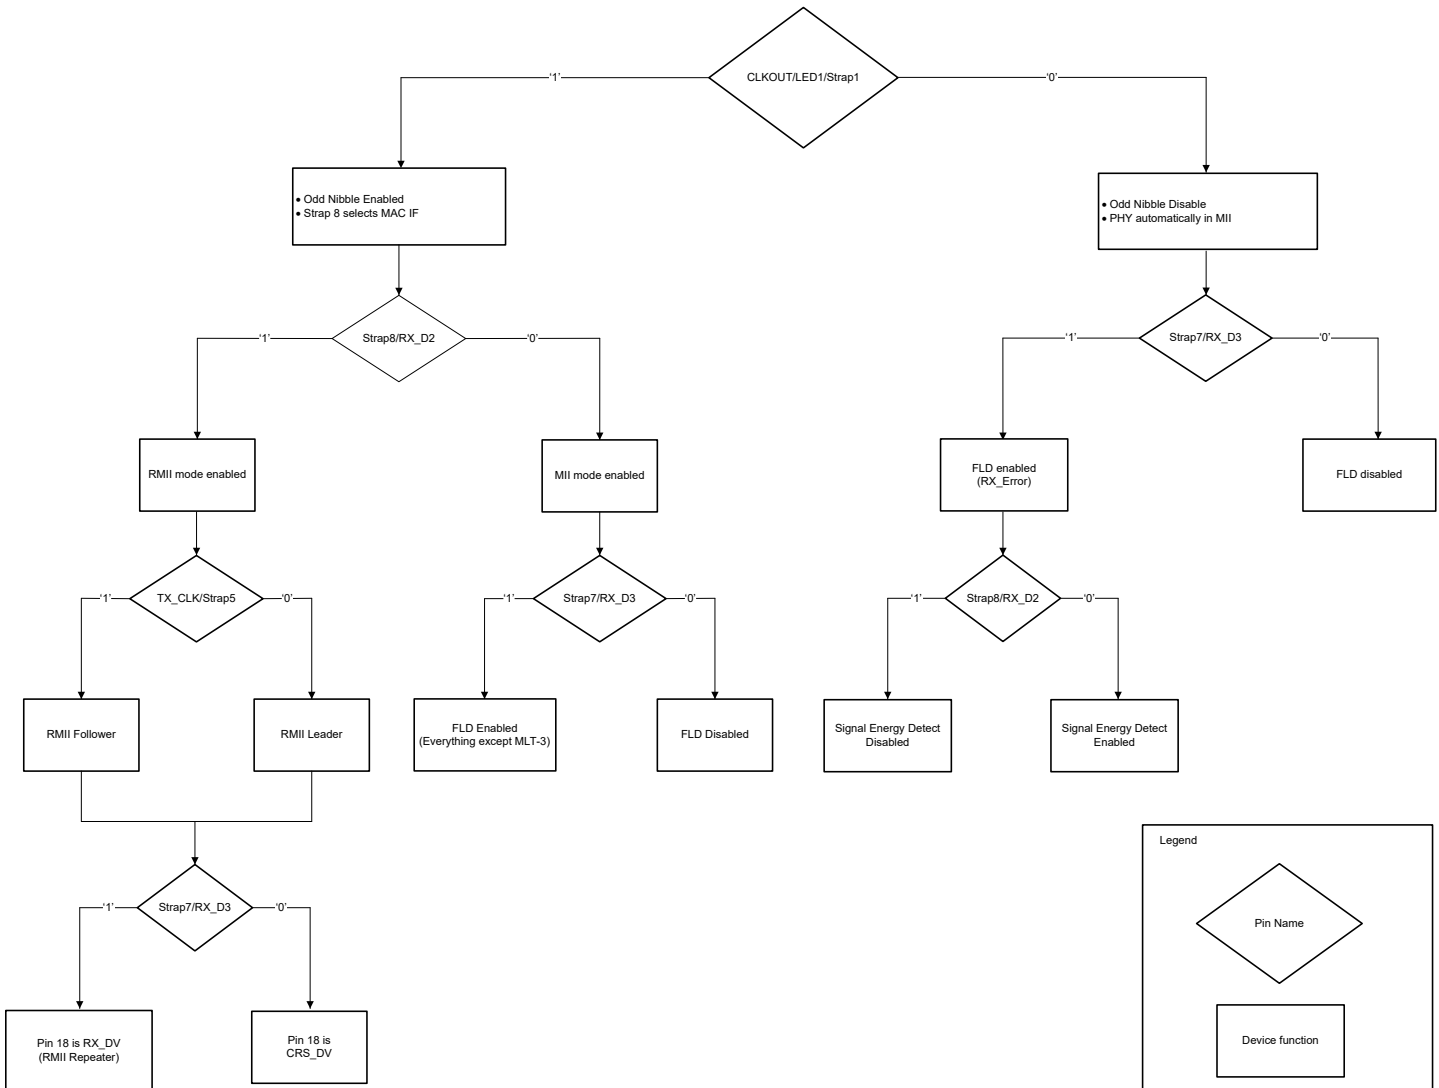 CLKOUT/LED1/Strap1
‘1’
‘0’
• Odd Nibble Enabled
• Strap 8 selects MAC IF
• Odd Nibble Disable
• PHY automatically in MII
Strap8/RX_D2
‘1’
‘0’
Strap7/RX_D3
‘1’
‘0’
RMII mode enabled
MII mode enabled
FLD enabled
(RX_Error)
FLD disabled
TX_CLK/Strap5
‘1’
‘0’
Strap7/RX_D3
‘1’
‘0’
Strap8/RX_D2
‘1’
‘0’
RMII Follower
RMII Leader
FLD Enabled
(Everything except MLT-3)
FLD Disabled
Signal Energy Detect
Disabled
Signal Energy Detect
Enabled
Strap7/RX_D3
‘1’
‘0’
Pin 18 is RX_DV
(RMII Repeater)
Pin 18 is
CRS_DV
Legend
Pin Name
Device function